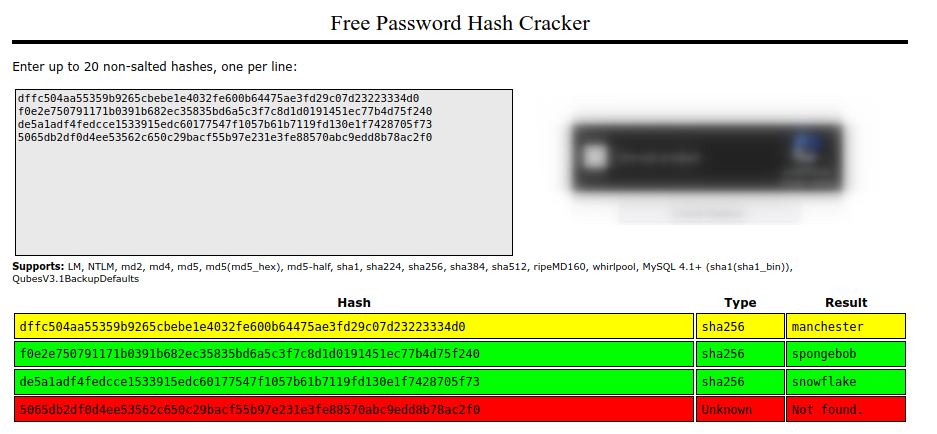 Free Password Hash Cracker
Enter up to 20 non-salted hashes, one per line:
dffc504aa55359b9265cbebe1e4032fe600b64475ae3fd29c07d23223334d0
f0e2e750791171b0391b682ec35835bd6a5c3f7c8d1d0191451ec77b4d75f240
de5a1adf4fedcce1533915edc60177547f1057b61b7119fd130e1f7428705f73
5065db2df0d4ee53562c650c29bacf55b97e231e3fe88570abc9edd8b78ac2f0
Supports: LM, NTLM, md2, md4, md5, md5(md5_hex), md5-half, sha1, sha224, sha256, sha384, sha512, ripeMD160, whirlpool, MySQL 4.1+ (sha1(sha1_bin)),
QubesV3.1BackupDefaults
Hash Type Result
dffc504aa55359b9265cbebe1e4032fe600b64475ae3fd29c07d23223334d0 sha256 manchester
f0e2e750791171b0391b682ec35835bd6a5c3f7c8d1d0191451ec77b4d75f240 sha256 spongebob
de5a1adf4fedcce1533915edc60177547f1057b61b7119fd130e1f7428705f73 sha256 snowflake
5065db2df0d4ee53562c650c29bacf55b97e231e3fe88570abc9edd8b78ac2f0 Unknown Not found.